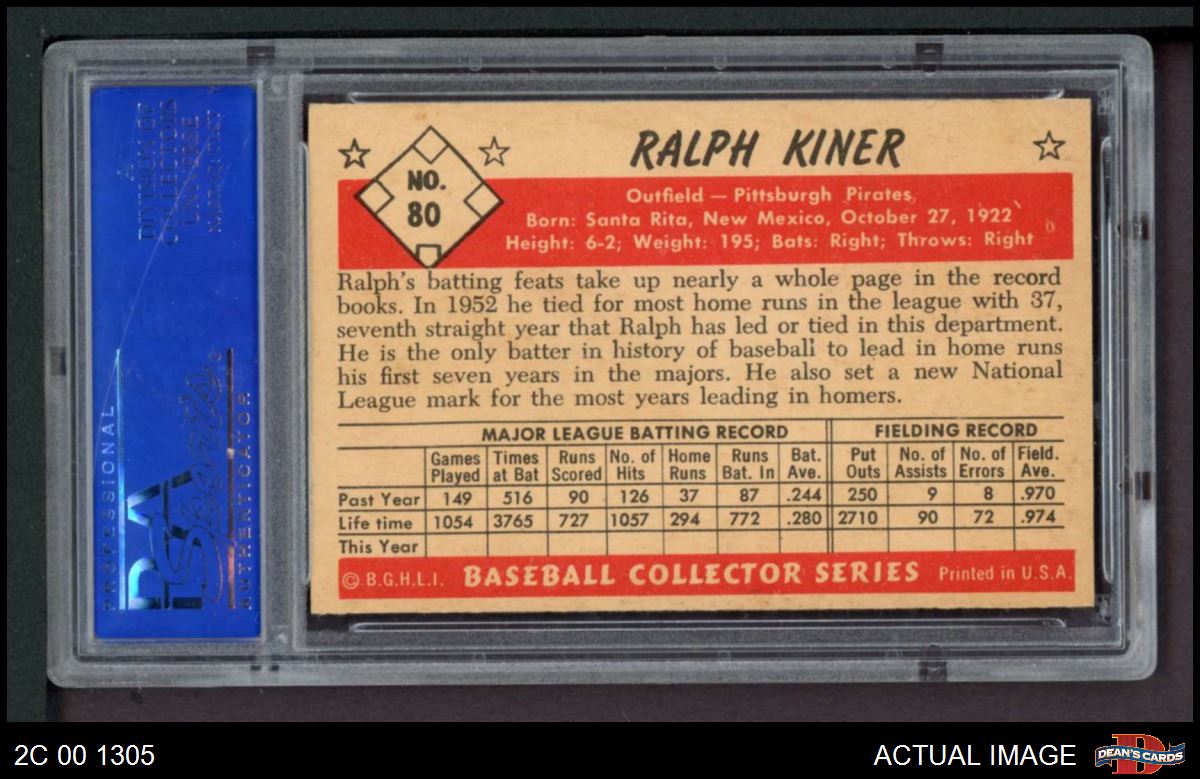 DIVISION OF
COLLECTORS
UNIVERSE
PROFESSIONAL
PSA
Sports
AUTHENTICATOR
NO.
80
RALPH KINER
Outfield — Pittsburgh Pirates
Born: Santa Rita, New Mexico, October 27, 1922
Height: 6-2; Weight: 195; Bats: Right; Throws: Right
Ralph's batting feats take up nearly a whole page in the record
books. In 1952 he tied for most home runs in the league with 37,
seventh straight year that Ralph has led or tied in this department.
He is the only batter in history of baseball to lead in home runs
his first seven years in the majors. He also set a new National
League mark for the most years leading in homers.
MAJOR LEAGUE BATTING RECORD FIELDING RECORD
Games Times Runs No. of Home Runs Bat. Put No. of No. of Field.
Played at Bat Scored Hits Runs Bat. In Ave. Outs Assists Errors Ave.
Past Year 149 516 90 126 37 87 .244 250 9 8 .970
Life time 1054 3765 727 1057 294 772 .280 2710 90 72 .974
This Year
© B.G.H.L.I. BASEBALL COLLECTOR SERIES Printed in U.S.A.
2C 00 1305
ACTUAL IMAGE
DEAN'S CARDS